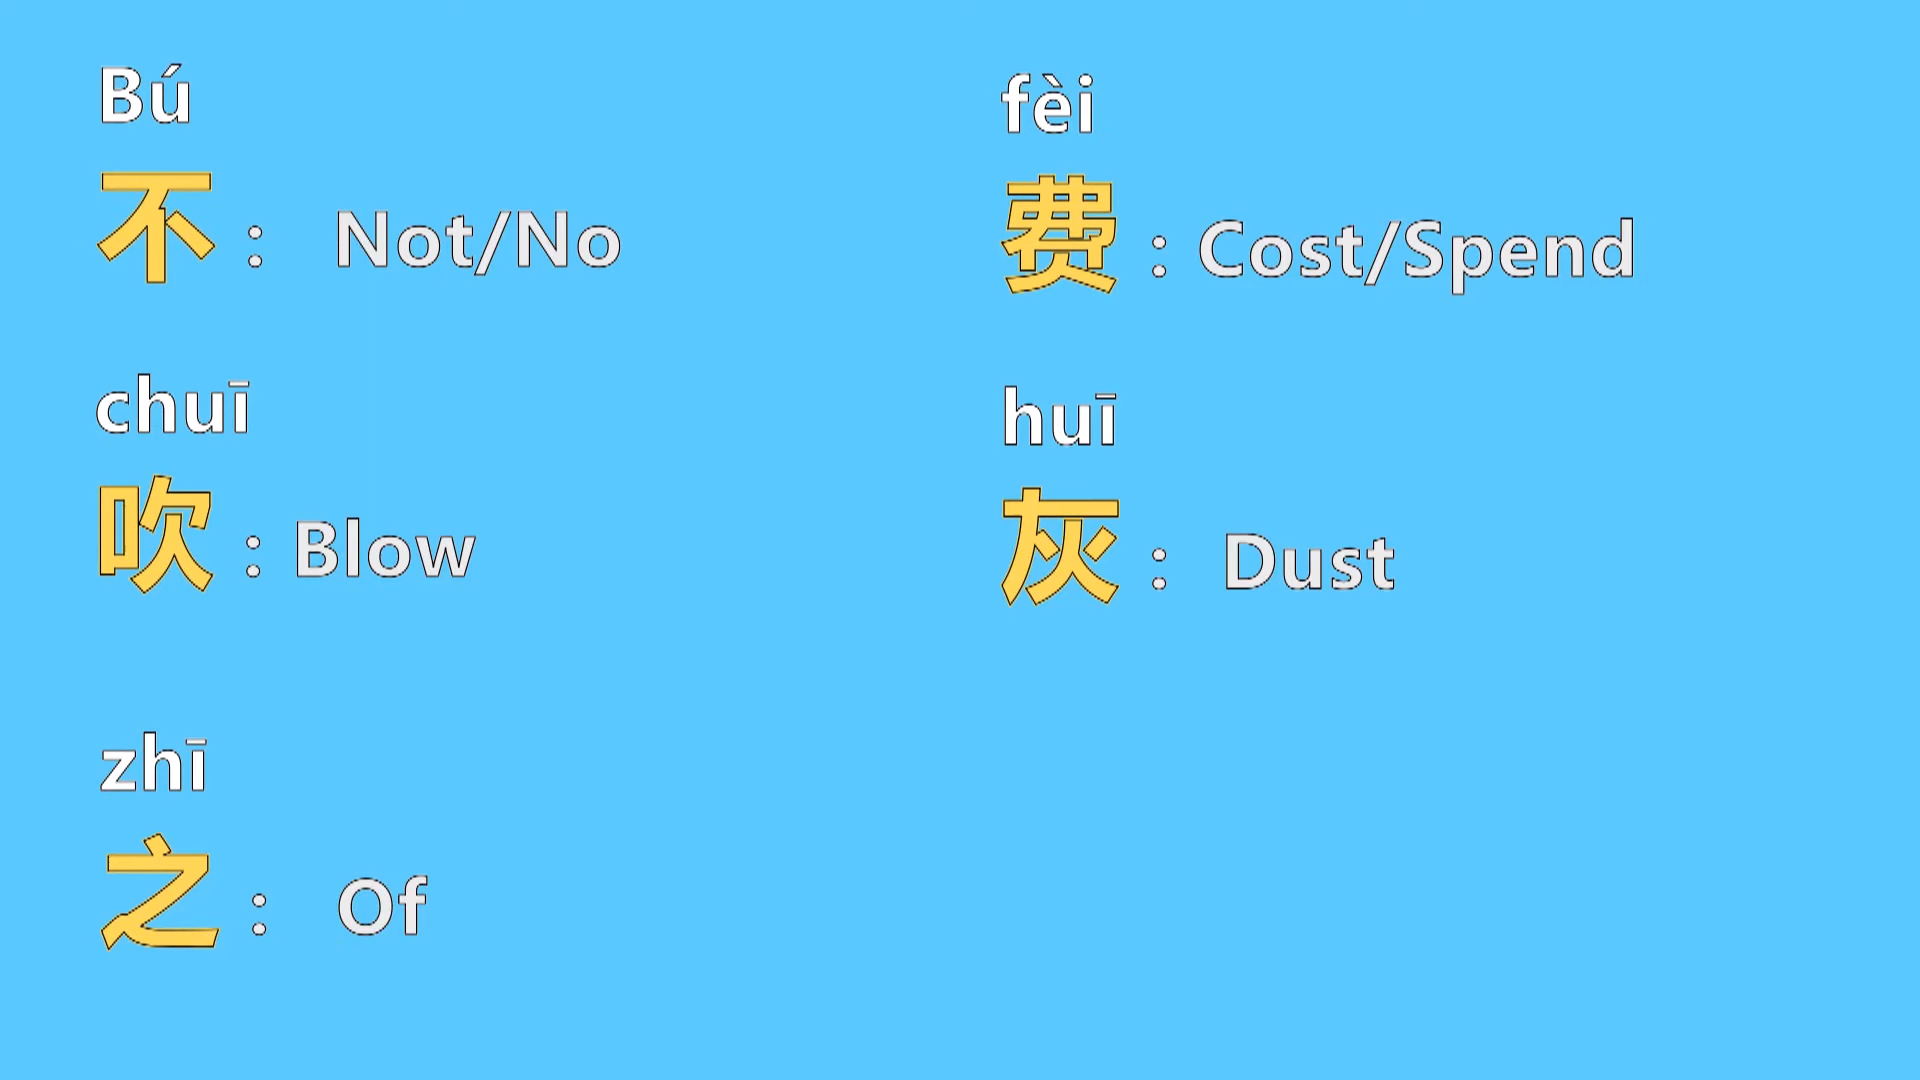 Bú
不： Not/No
fèi
费：Cost/Spend
chuī
吹：Blow
huī
灰： Dust
zhī
之： Of